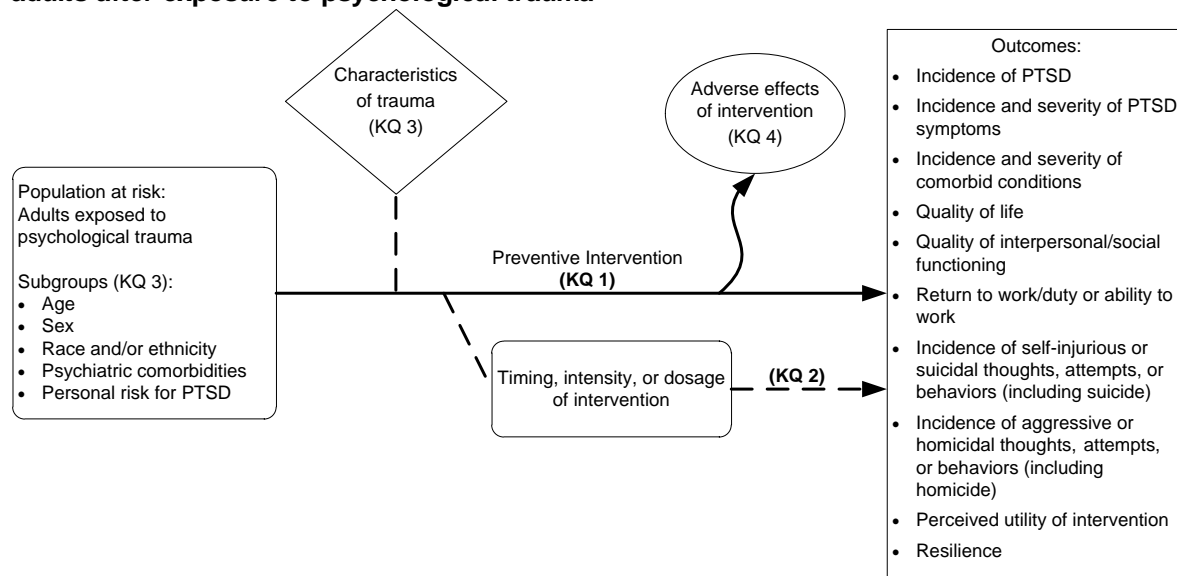 adults after exposure to psychological trauma
Characteristics
of trauma
(KQ 3)
Adverse effects
of intervention
(KQ 4)
Population at risk:
Adults exposed to
psychological trauma
Subgroups (KQ 3):
• Age
• Sex
• Race and/or ethnicity
• Psychiatric comorbidities
• Personal risk for PTSD
Preventive Intervention
(KQ 1)
Timing, intensity, or dosage
of intervention
(KQ 2)
Outcomes:
• Incidence of PTSD
• Incidence and severity of PTSD
symptoms
• Incidence and severity of
comorbid conditions
• Quality of life
• Quality of interpersonal/social
functioning
• Return to work/duty or ability to
work
• Incidence of self-injurious or
suicidal thoughts, attempts, or
behaviors (including suicide)
• Incidence of aggressive or
homicidal thoughts, attempts,
or behaviors (including
homicide)
• Perceived utility of intervention
• Resilience